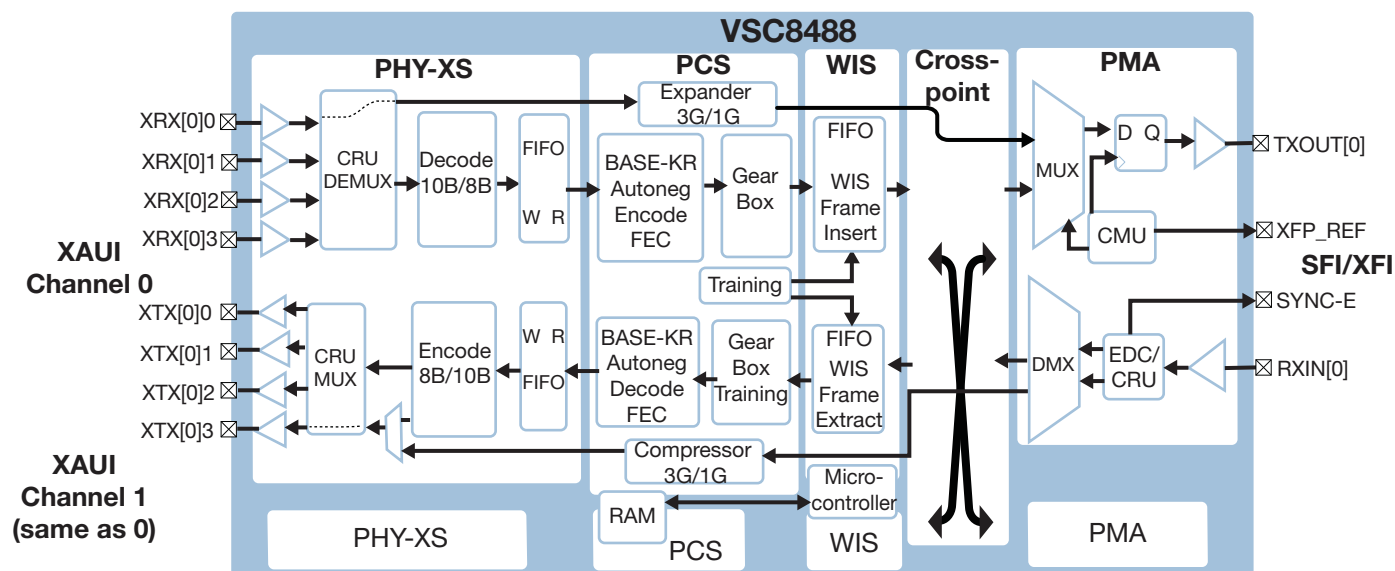 VSC8488
PHY-XS
PCS
WIS
Cross-
point
PMA
XRX[0]0
XRX[0]1
XRX[0]2
XRX[0]3
XAUI
Channel 0
CRU
DEMUX
Decode
10B/8B
FIFO
W R
Expander
3G/1G
BASE-KR
Autoneg
Encode
FEC
Gear
Box
FIFO
WIS
Frame
Insert
MUX
D Q
CMU
TXOUT[0]
XFP_REF
SFI/XFI
SYNC-E
RXIN[0]
Training
XTX[0]0
XTX[0]1
XTX[0]2
XTX[0]3
CRU
MUX
Encode
8B/10B
W R
FIFO
BASE-KR
Autoneg
Decode
FEC
Gear
Box
Training
FIFO
WIS
Frame
Extract
DMX
EDC/
CRU
Compressor
3G/1G
Micro-
controller
RAM
XAUI
Channel 1
(same as 0)
PHY-XS
PCS
WIS
PMA